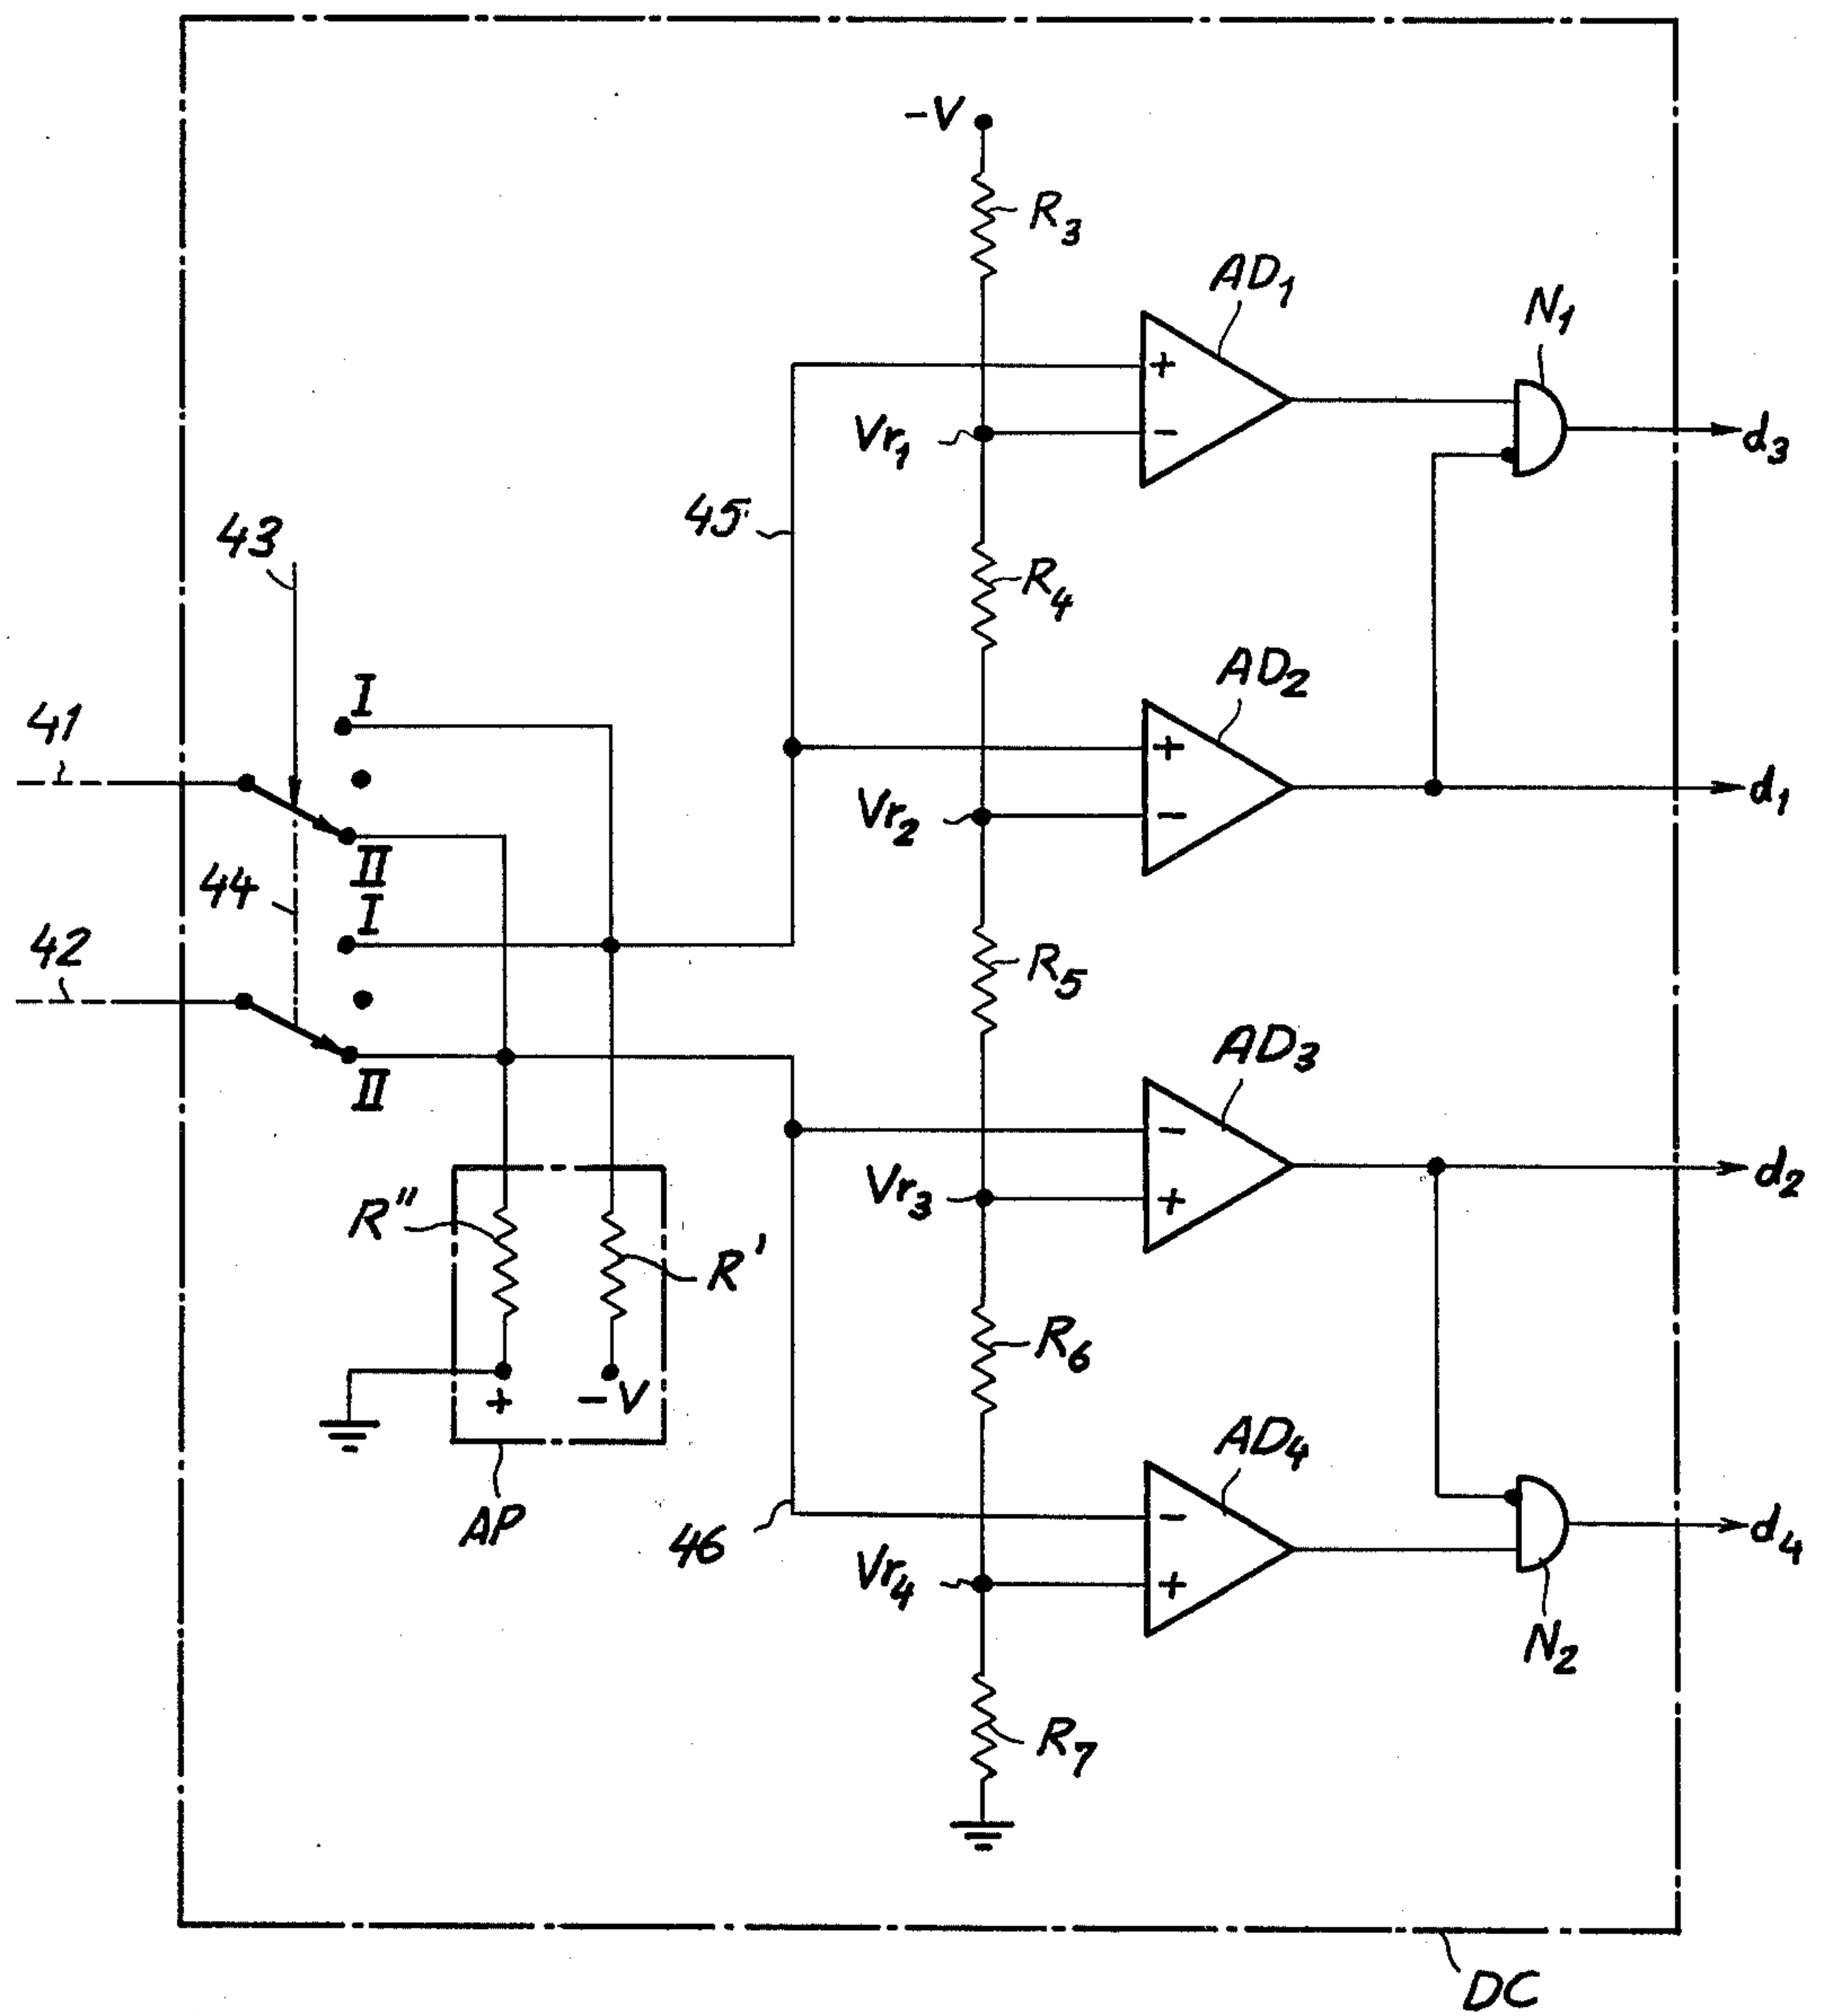 -V
R3
AD1
N1
+
-
Vr1
d3
45
43
R4
AD2
I
41
+
d1
Vr2
-
II
44
I
42
R5
AD3
II
-
d2
Vr3
+
R"
R'
R6
+
-V
AD4
AP
46
-
d4
Vr4
+
N2
R7
DC